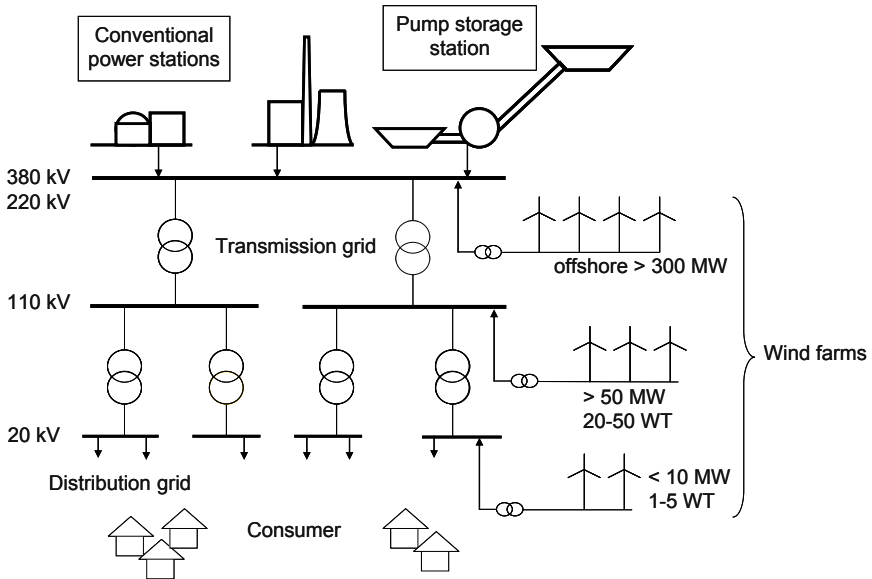 Conventional
power stations
Pump storage
station
380 kV
220 kV
Transmission grid
offshore > 300 MW
110 kV
Wind farms
> 50 MW
20-50 WT
20 kV
< 10 MW
1-5 WT
Distribution grid
Consumer